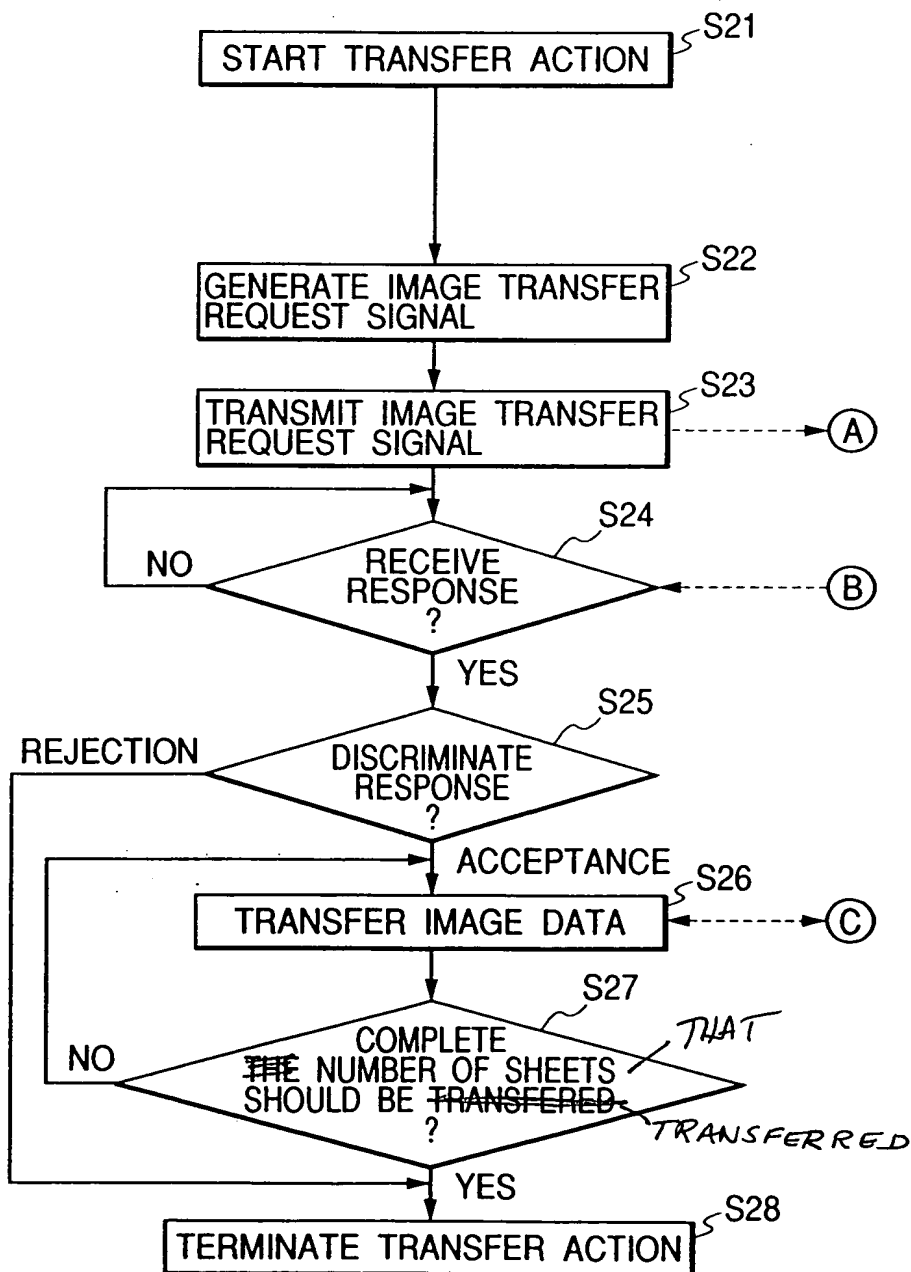 S21
START TRANSFER ACTION
S22
GENERATE IMAGE TRANSFER
REQUEST SIGNAL
S23
TRANSMIT IMAGE TRANSFER
REQUEST SIGNAL
A
S24
NO
RECEIVE
RESPONSE
?
B
YES
S25
REJECTION
DISCRIMINATE
RESPONSE
?
ACCEPTANCE
S26
TRANSFER IMAGE DATA
C
S27
NO
COMPLETE
THE NUMBER OF SHEETS
THAT
SHOULD BE TRANSFERED
?
TRANSFERRED
YES
S28
TERMINATE TRANSFER ACTION